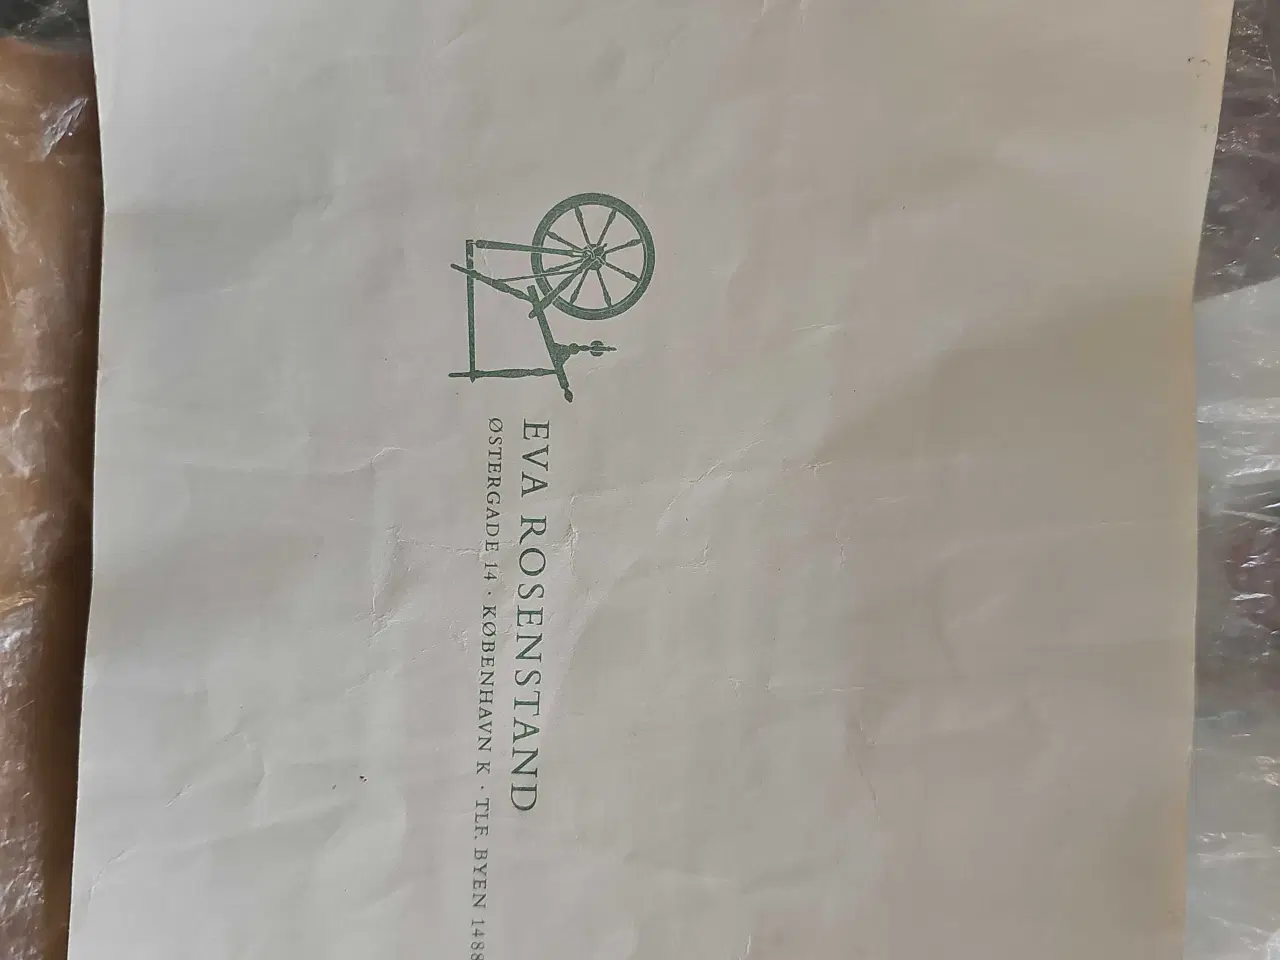 EVA ROSENSTAND
ØSTERGADE 14 · KØBENHAVN K · TLF. BYEN 1488